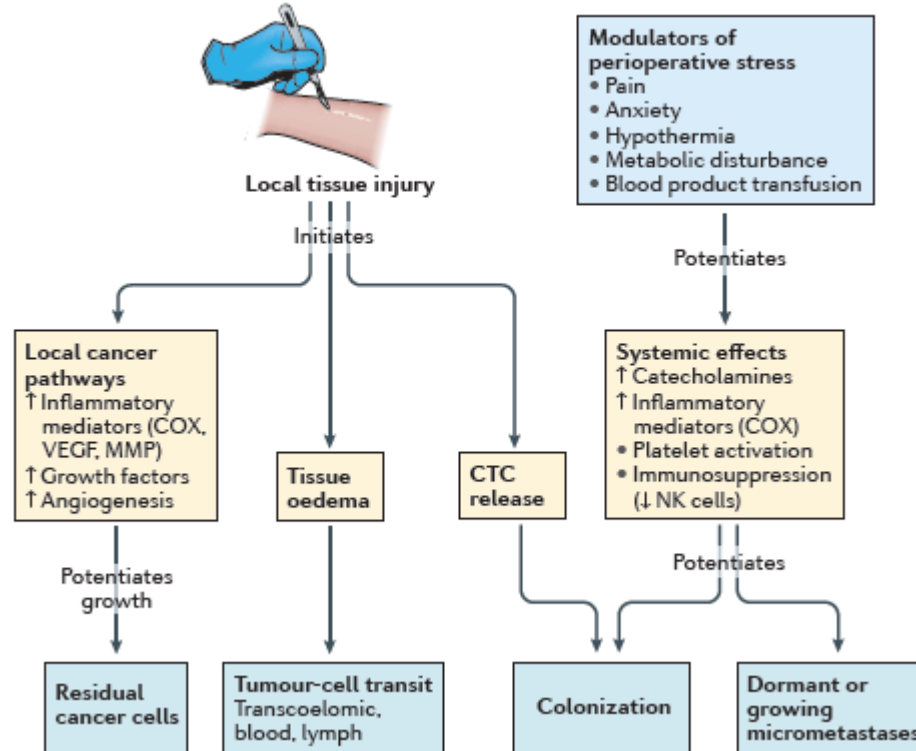 Modulators of
perioperative stress
• Pain
• Anxiety
• Hypothermia
• Metabolic disturbance
• Blood product transfusion
Local tissue injury
Initiates
Potentiates
Local cancer
pathways
↑ Inflammatory
mediators (COX,
VEGF, MMP)
↑ Growth factors
↑ Angiogenesis
Tissue
oedema
CTC
release
Systemic effects
↑ Catecholamines
↑ Inflammatory
mediators (COX)
• Platelet activation
• Immunosuppression
(↓ NK cells)
Potentiates
growth
Potentiates
Residual
cancer cells
Tumour-cell transit
Transcoelomic,
blood, lymph
Colonization
Dormant or
growing
micrometastases